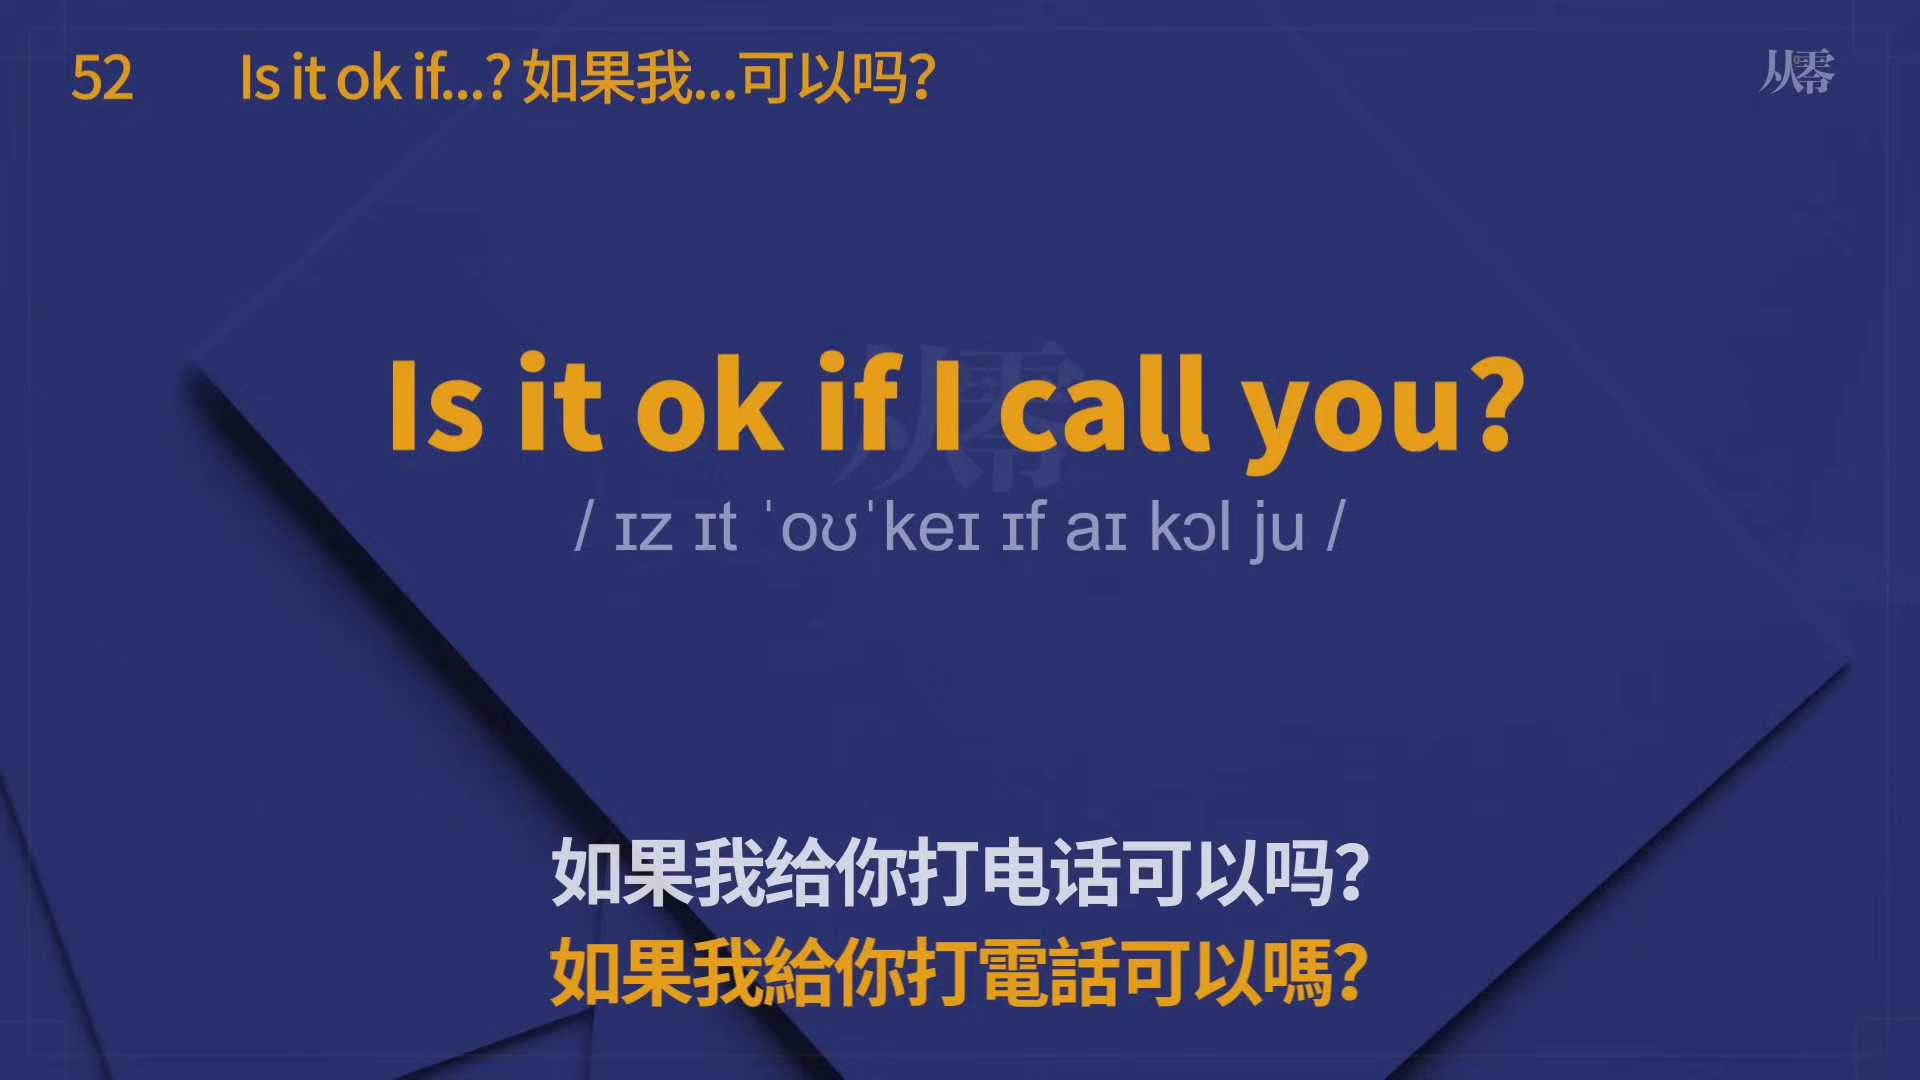 52 Is it ok if...? 如果我...可以吗?
从零
Is it ok if I call you?
/ ɪz ɪt ˈoʊˈkeɪ ɪf aɪ kɔl ju /
如果我给你打电话可以吗?
如果我給你打電話可以嗎?